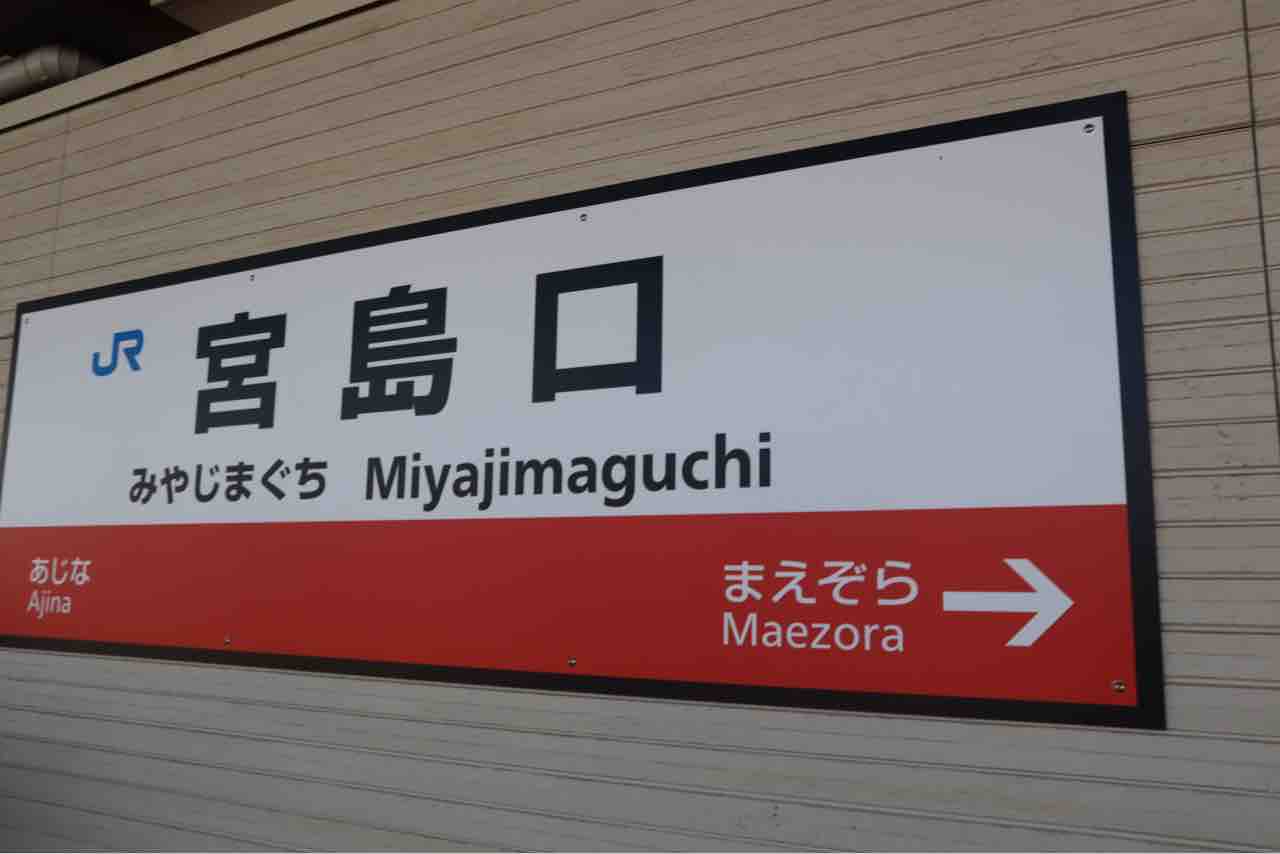 JR 宮島口
みやじまぐち Miyajimaguchi
あじな
Ajina
まえぞら
Maezora